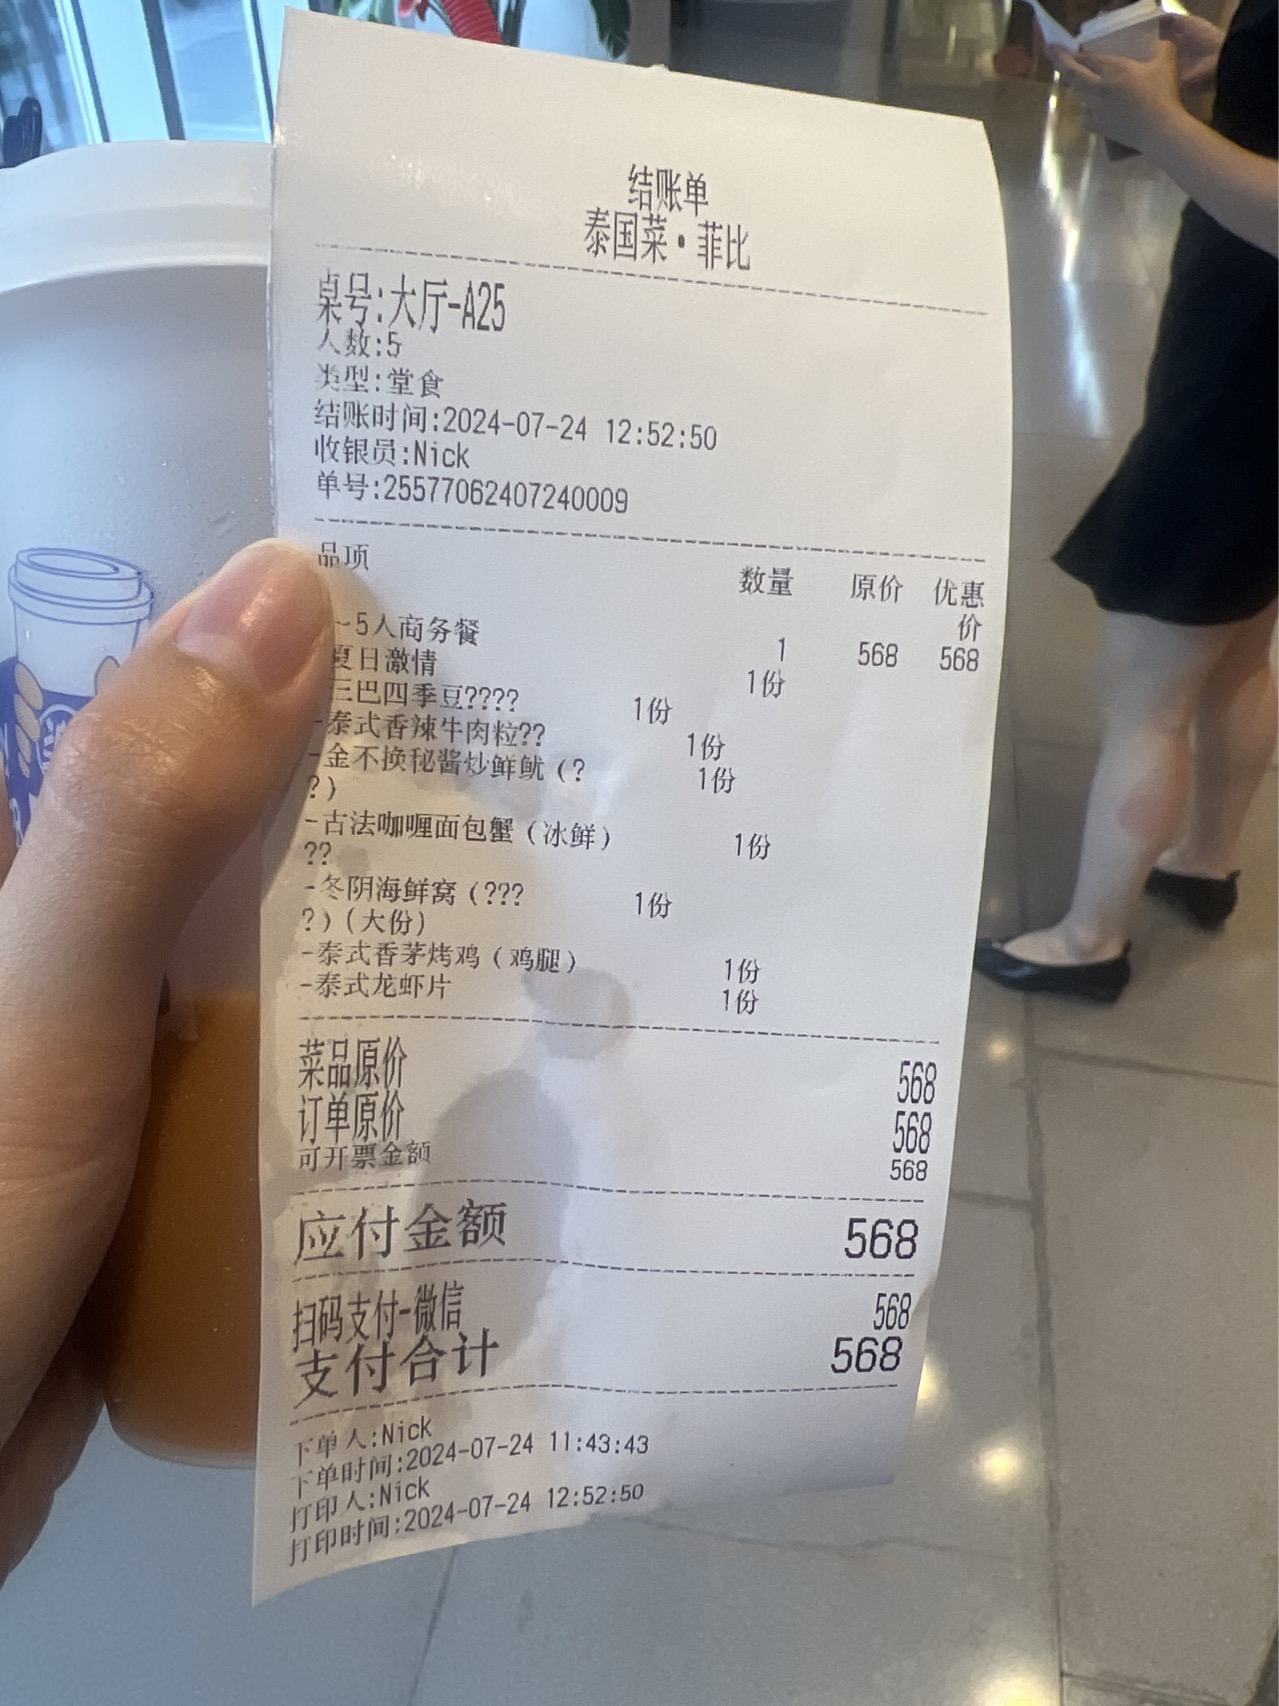 结账单
泰国菜·菲比
桌号:大厅-A25
人数:5
类型:堂食
结账时间:2024-07-24 12:52:50
收银员:Nick
单号:25577062407240009
品项 数量 原价 优惠
价
~5人商务餐 1 568 568
夏日激情 1份
三巴四季豆???? 1份
-泰式香辣牛肉粒?? 1份
-金不换秘酱炒鲜鱿(? 1份
?)
-古法咖喱面包蟹(冰鲜) 1份
??
-冬阴海鲜窝(??? 1份
?)(大份)
-泰式香茅烤鸡(鸡腿) 1份
-泰式龙虾片 1份
菜品原价 568
订单原价 568
可开票金额 568
应付金额 568
扫码支付-微信 568
支付合计 568
下单人:Nick
下单时间:2024-07-24 11:43:43
打印人:Nick
打印时间:2024-07-24 12:52:50